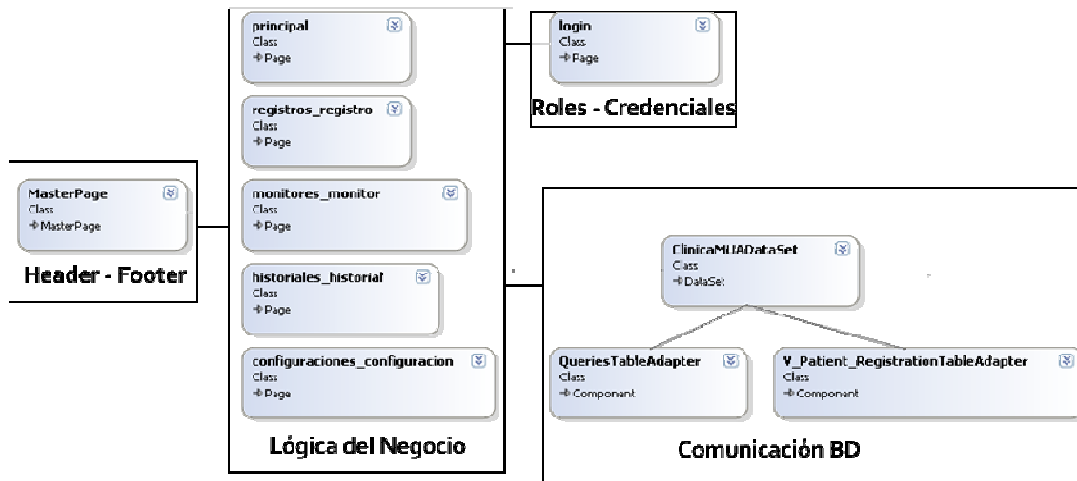 MasterPage
Class
MasterPage
Header - Footer
principal
Class
Page
registros_registro
Class
Page
monitores_monitor
Class
Page
historiales_historial
Class
Page
configuraciones_configuracion
Class
Page
Lógica del Negocio
login
Class
Page
Roles - Credenciales
ClinicaMUADataSet
Class
DataSet
QueriesTableAdapter
Class
Component
V_Patient_RegistrationTableAdapter
Class
Component
Comunicación BD